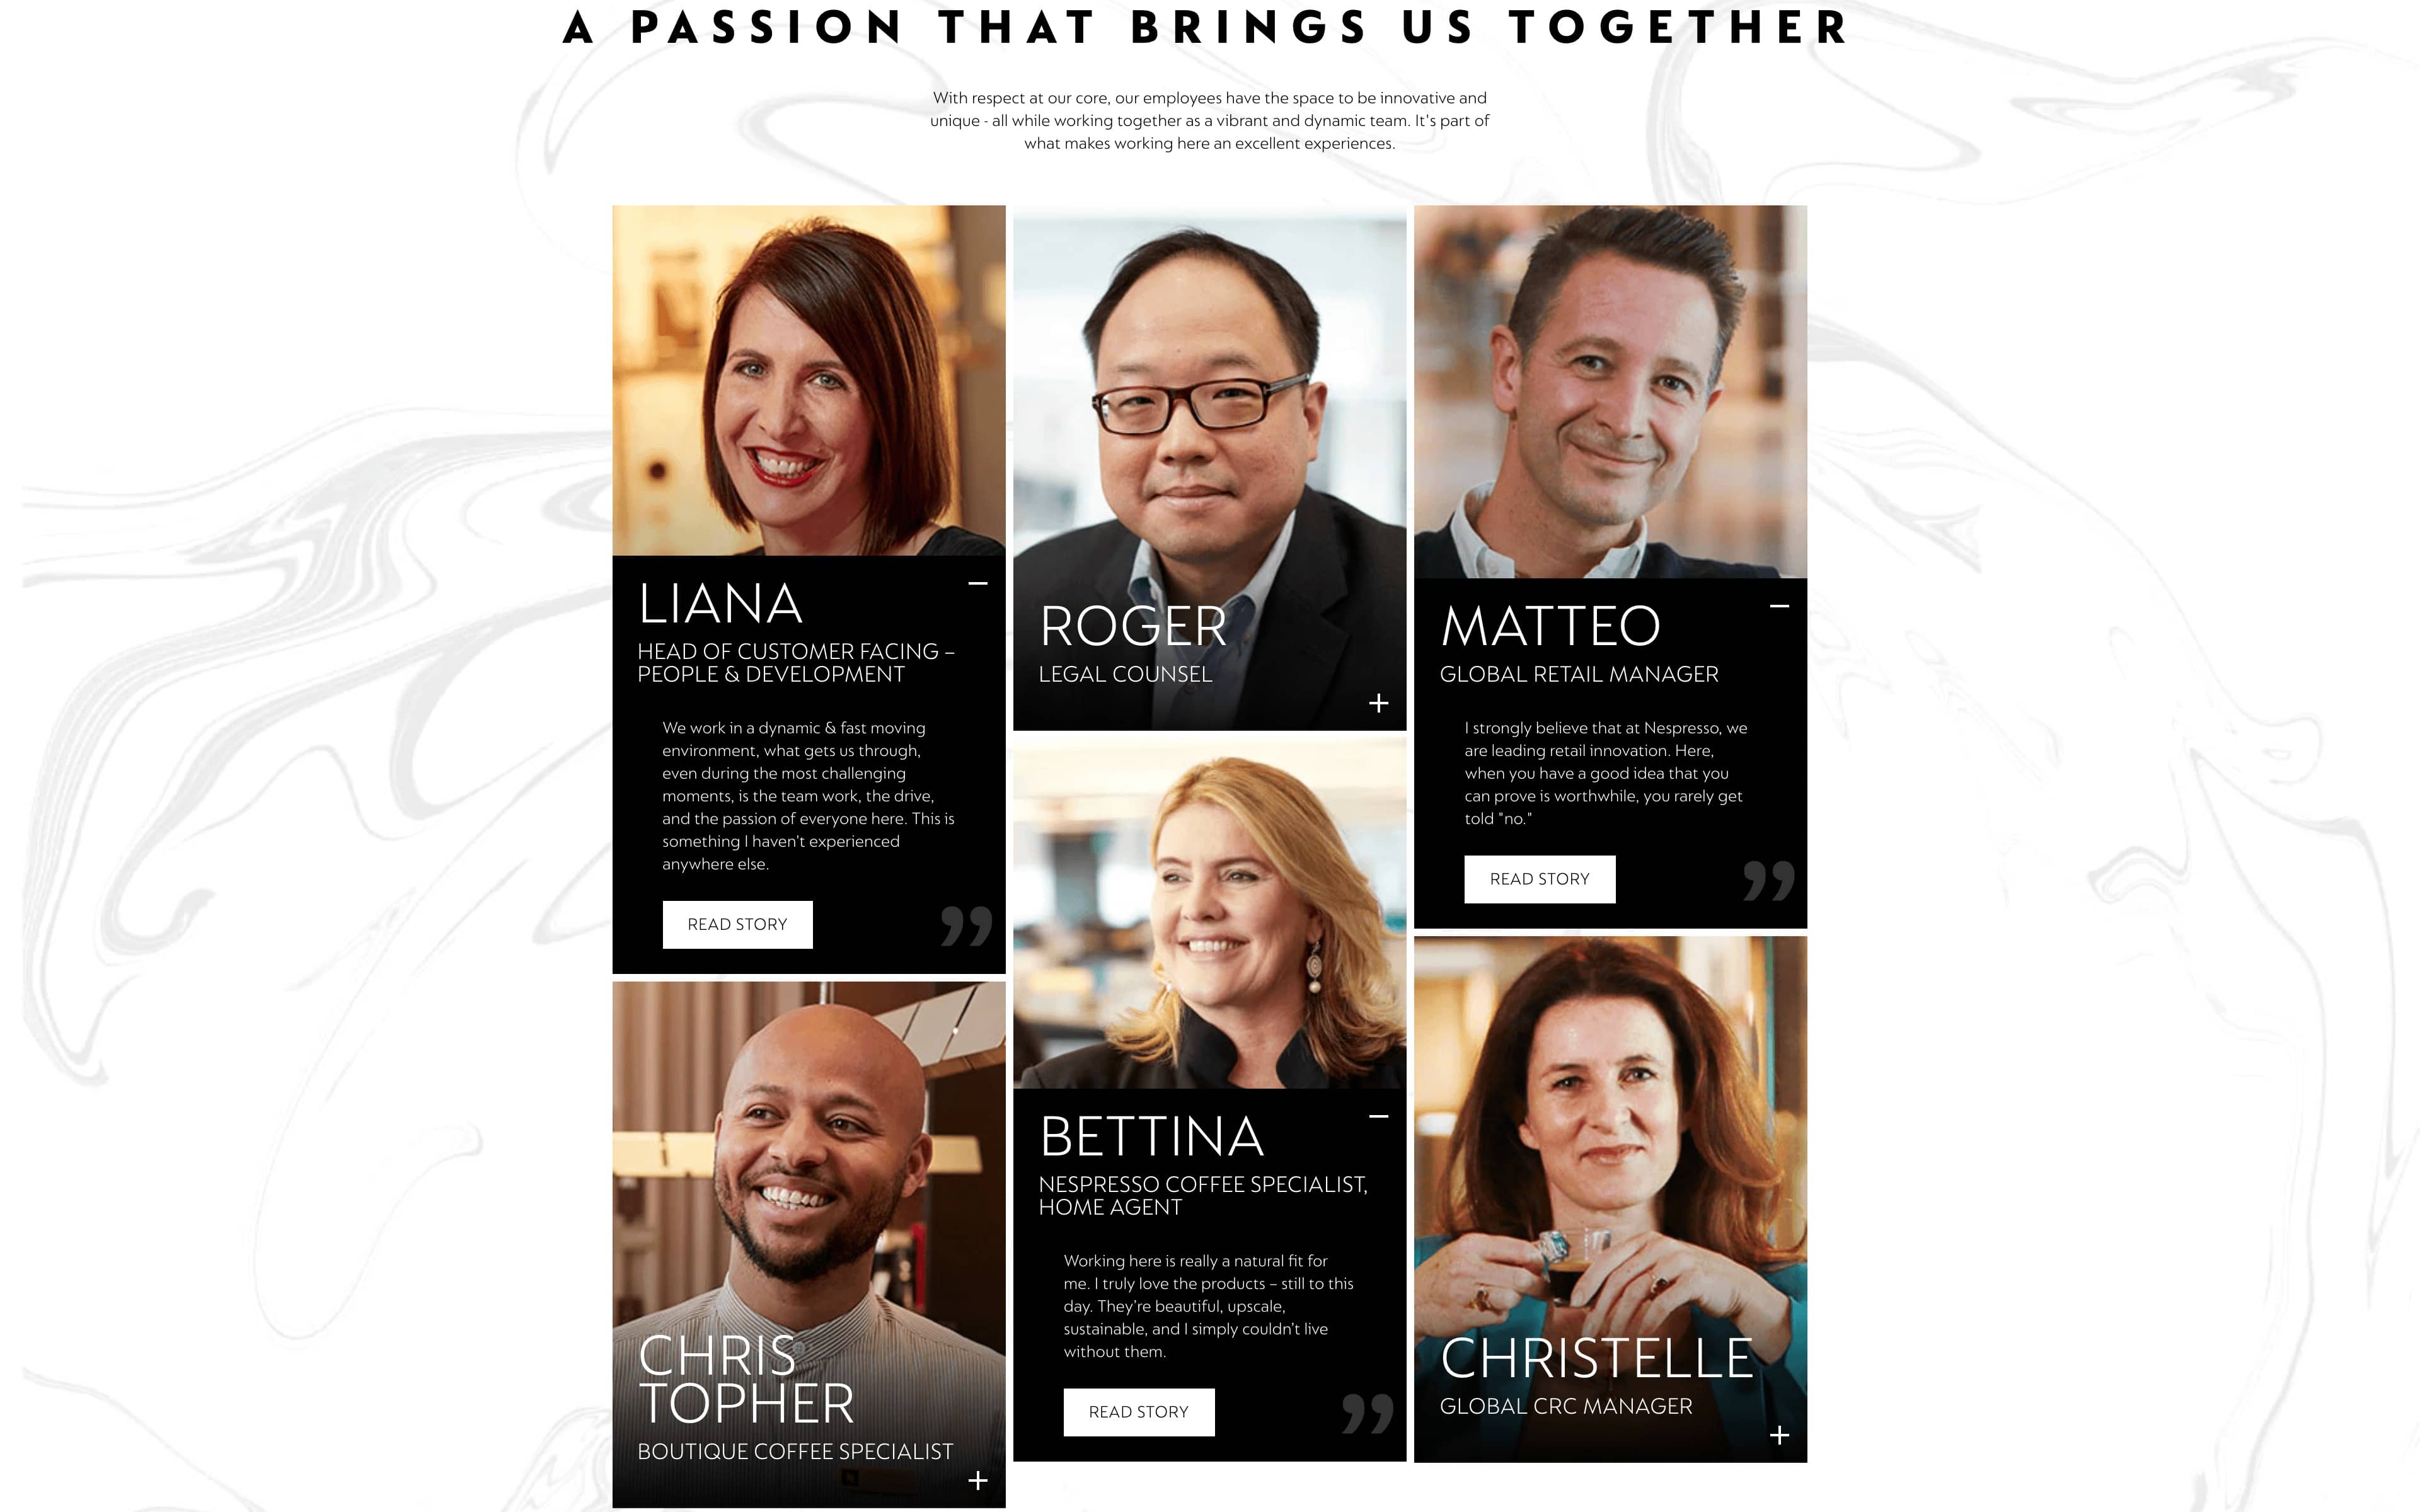 A PASSION THAT BRINGS US TOGETHER
With respect at our core, our employees have the space to be innovative and
unique - all while working together as a vibrant and dynamic team. It's part of
what makes working here an excellent experiences.
LIANA
HEAD OF CUSTOMER FACING –
PEOPLE & DEVELOPMENT
We work in a dynamic & fast moving
environment, what gets us through,
even during the most challenging
moments, is the team work, the drive,
and the passion of everyone here. This is
something I haven't experienced
anywhere else.
READ STORY
ROGER
LEGAL COUNSEL
MATTEO
GLOBAL RETAIL MANAGER
I strongly believe that at Nespresso, we
are leading retail innovation. Here,
when you have a good idea that you
can prove is worthwhile, you rarely get
told "no."
READ STORY
CHRIS
TOPHER
BOUTIQUE COFFEE SPECIALIST
BETTINA
NESPRESSO COFFEE SPECIALIST,
HOME AGENT
Working here is really a natural fit for
me. I truly love the products – still to this
day. They're beautiful, upscale,
sustainable, and I simply couldn't live
without them.
READ STORY
CHRISTELLE
GLOBAL CRC MANAGER